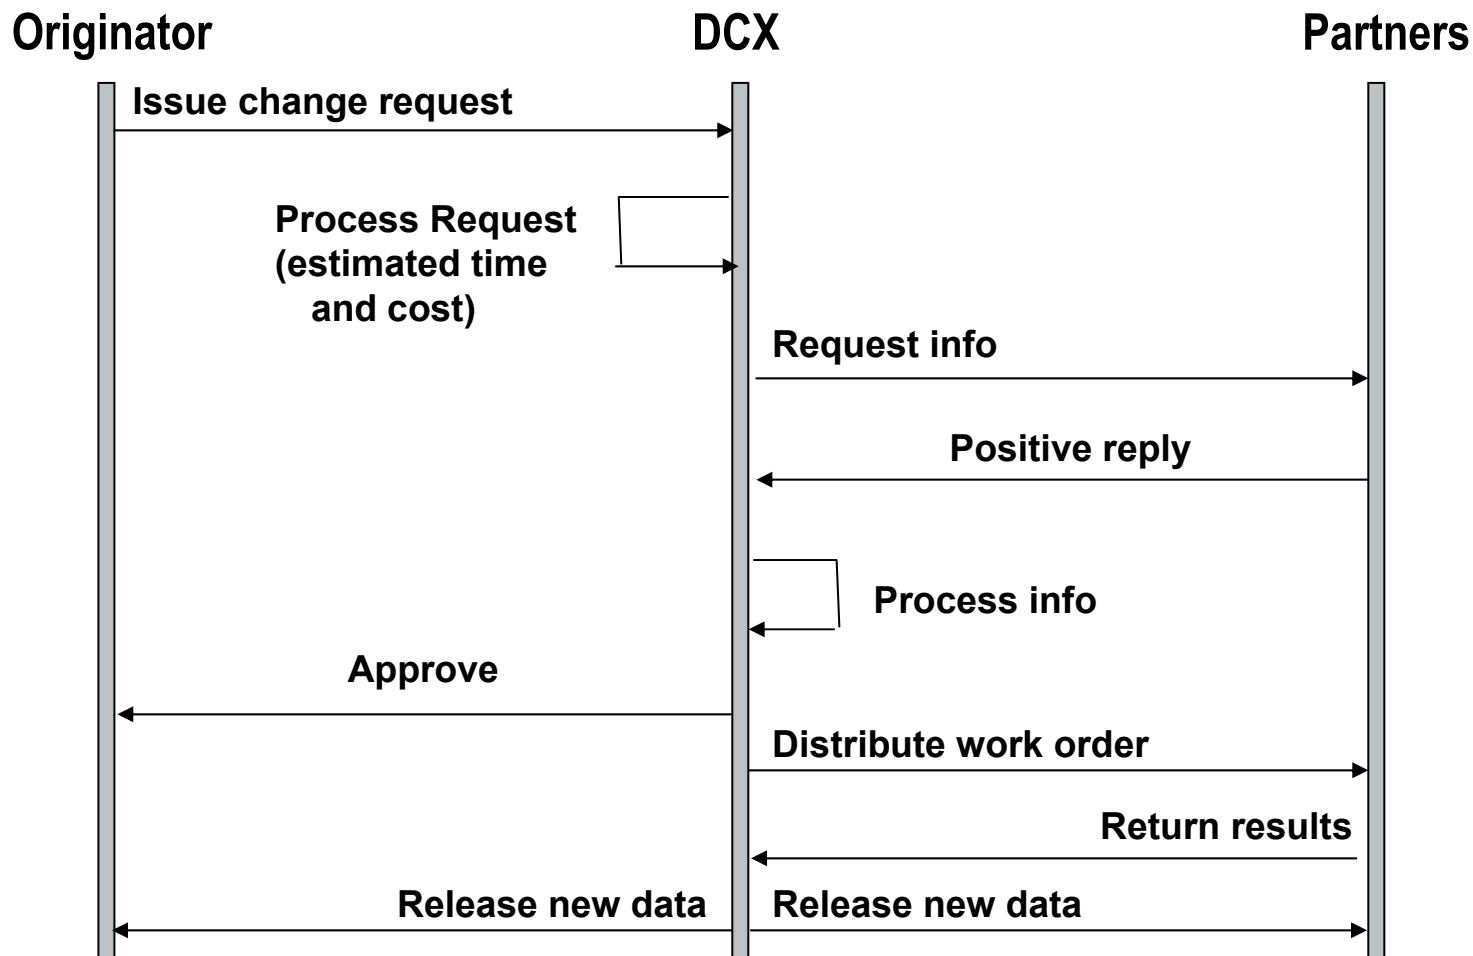 Originator DCX Partners
Issue change request
Process Request
(estimated time
and cost)
Request info
Positive reply
Process info
Approve
Distribute work order
Return results
Release new data Release new data